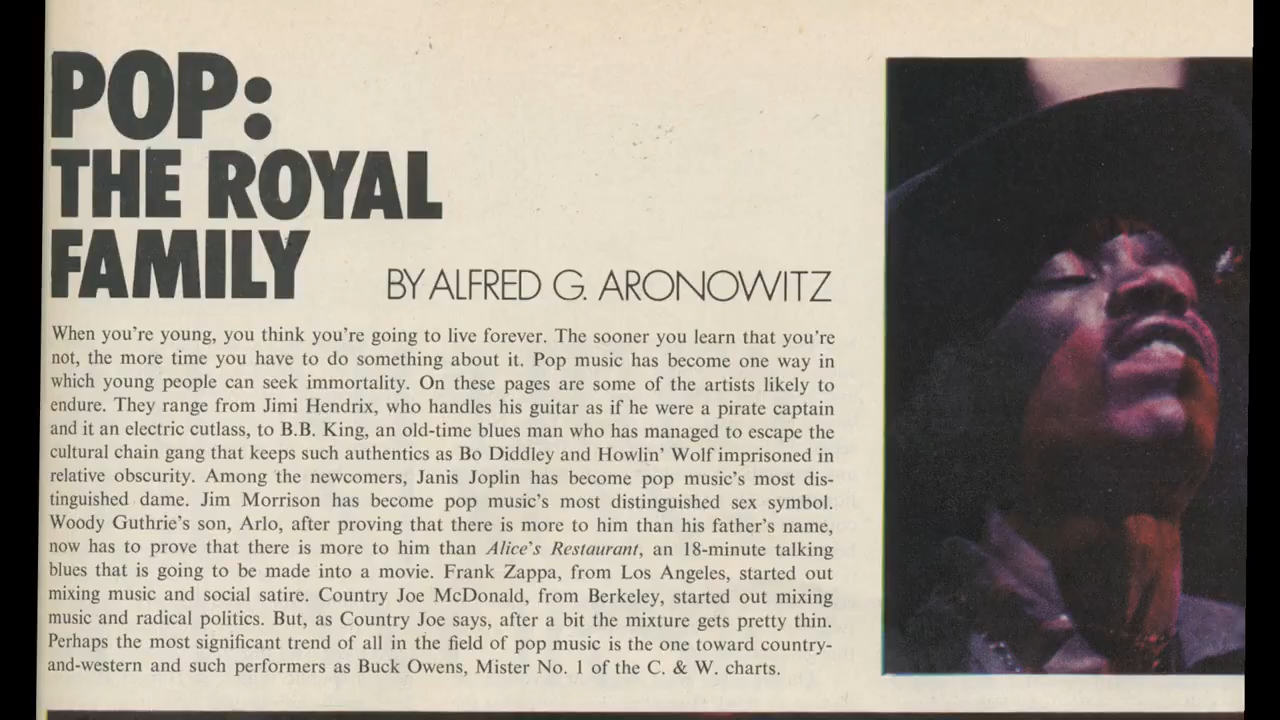 POP:
THE ROYAL
FAMILY
BY ALFRED G. ARONOWITZ
When you're young, you think you're going to live forever. The sooner you learn that you're
not, the more time you have to do something about it. Pop music has become one way in
which young people can seek immortality. On these pages are some of the artists likely to
endure. They range from Jimi Hendrix, who handles his guitar as if he were a pirate captain
and it an electric cutlass, to B.B. King, an old-time blues man who has managed to escape the
cultural chain gang that keeps such authentics as Bo Diddley and Howlin' Wolf imprisoned in
relative obscurity. Among the newcomers, Janis Joplin has become pop music's most dis-
tinguished dame. Jim Morrison has become pop music's most distinguished sex symbol.
Woody Guthrie's son, Arlo, after proving that there is more to him than his father's name,
now has to prove that there is more to him than Alice's Restaurant, an 18-minute talking
blues that is going to be made into a movie. Frank Zappa, from Los Angeles, started out
mixing music and social satire. Country Joe McDonald, from Berkeley, started out mixing
music and radical politics. But, as Country Joe says, after a bit the mixture gets pretty thin.
Perhaps the most significant trend of all in the field of pop music is the one toward country-
and-western and such performers as Buck Owens, Mister No. 1 of the C. & W. charts.